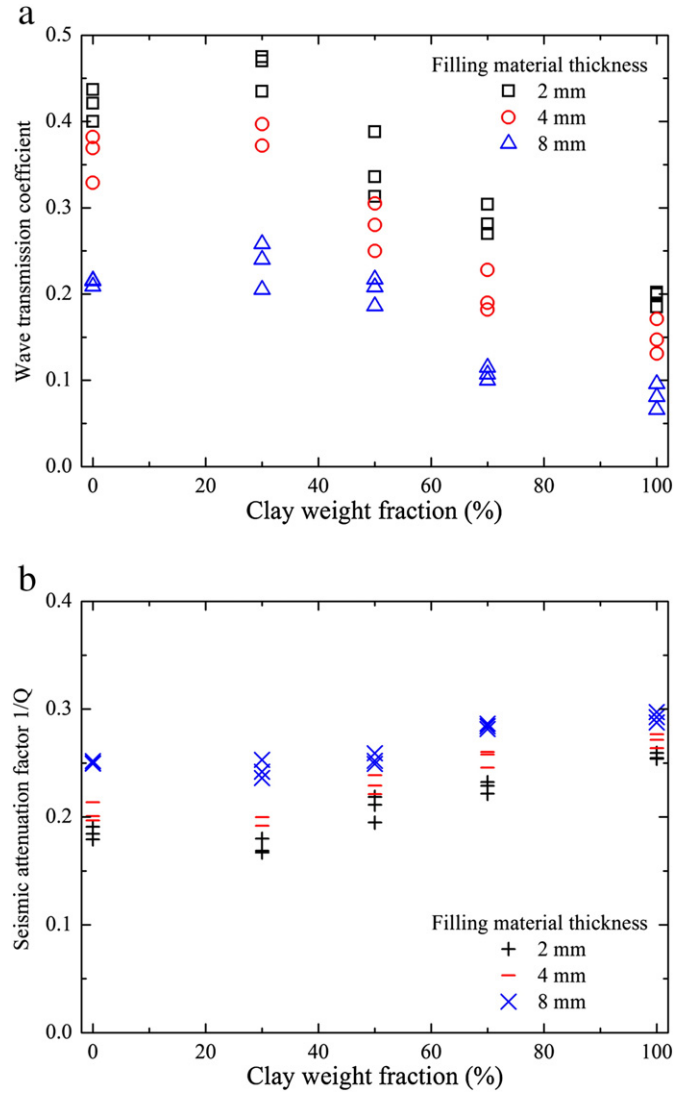 a
0.5
0.4
0.3
0.2
0.1
0.0
Wave transmission coefficient
Filling material thickness
2 mm
4 mm
8 mm
0 20 40 60 80 100
Clay weight fraction (%)
b
0.4
0.3
0.2
0.1
0.0
Seismic attenuation factor 1/Q
Filling material thickness
2 mm
4 mm
8 mm
0 20 40 60 80 100
Clay weight fraction (%)